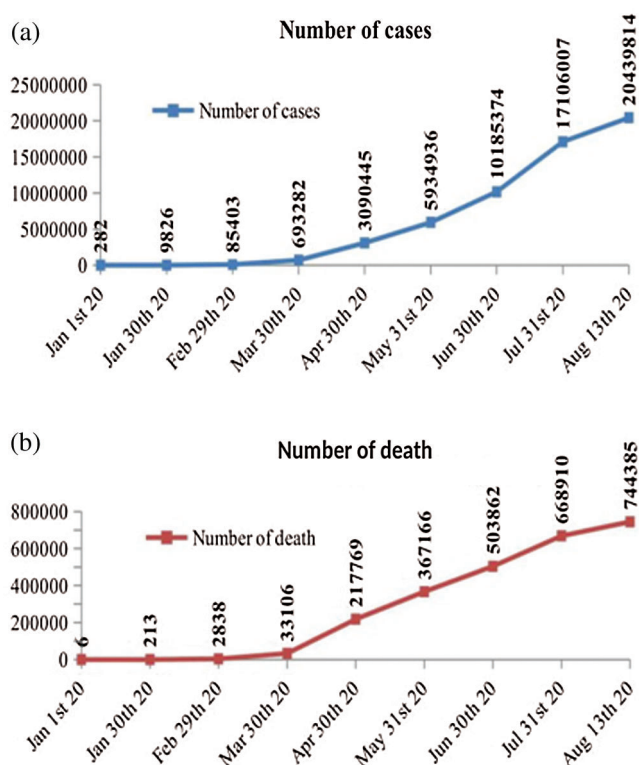 (a)
Number of cases
25000000
20000000
15000000
10000000
5000000
0
Number of cases
282
9826
85403
693282
3090445
5934936
10185374
17106007
20439814
Jan 1st 20
Jan 30th 20
Feb 29th 20
Mar 30th 20
Apr 30th 20
May 31st 20
Jun 30th 20
Jul 31st 20
Aug 13th 20
(b)
Number of death
800000
600000
400000
200000
0
Number of death
6
213
2838
33106
217769
367166
503862
668910
744385
Jan 1st 20
Jan 30th 20
Feb 29th 20
Mar 30th 20
Apr 30th 20
May 31st 20
Jun 30th 20
Jul 31st 20
Aug 13th 20